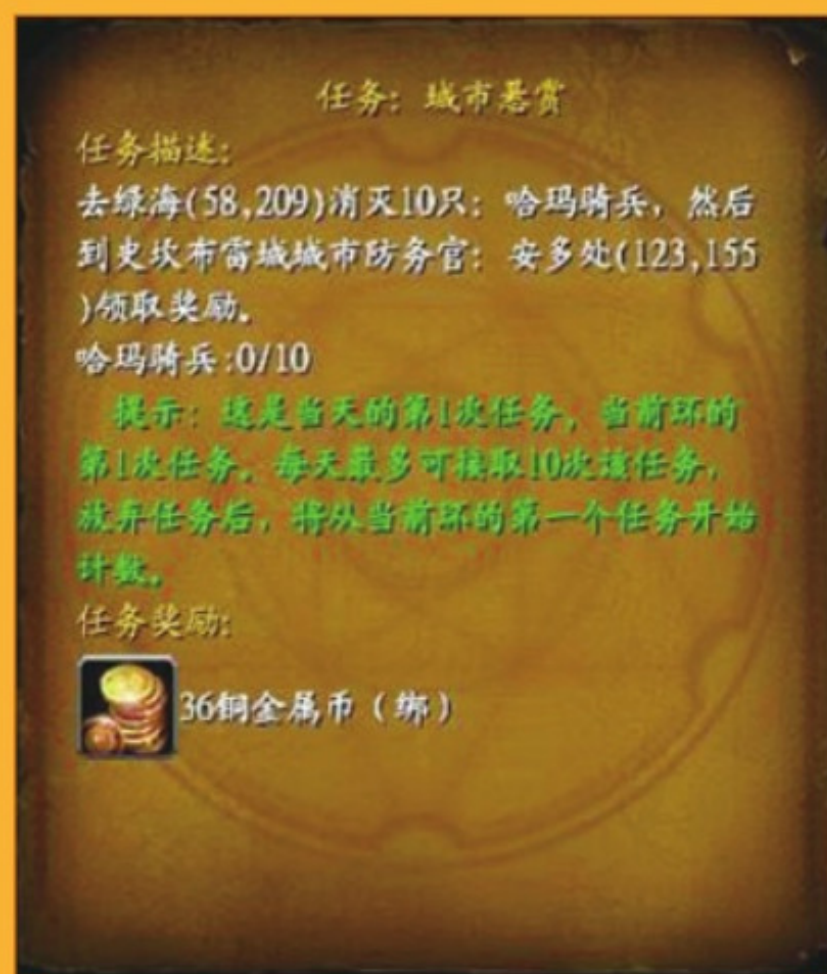 任务：城市悬赏
任务描述：
去绿海(58,209)消灭10只：哈玛骑兵，然后
到史坎布雷城城市防务官：安多处(123,155
)领取奖励。
哈玛骑兵:0/10
提示：这是当天的第1次任务，当前环的
第1次任务。每天最多可接取10次该任务，
放弃任务后，将从当前环的第一个任务开始
计数。
任务奖励：
36铜金属币（绑）